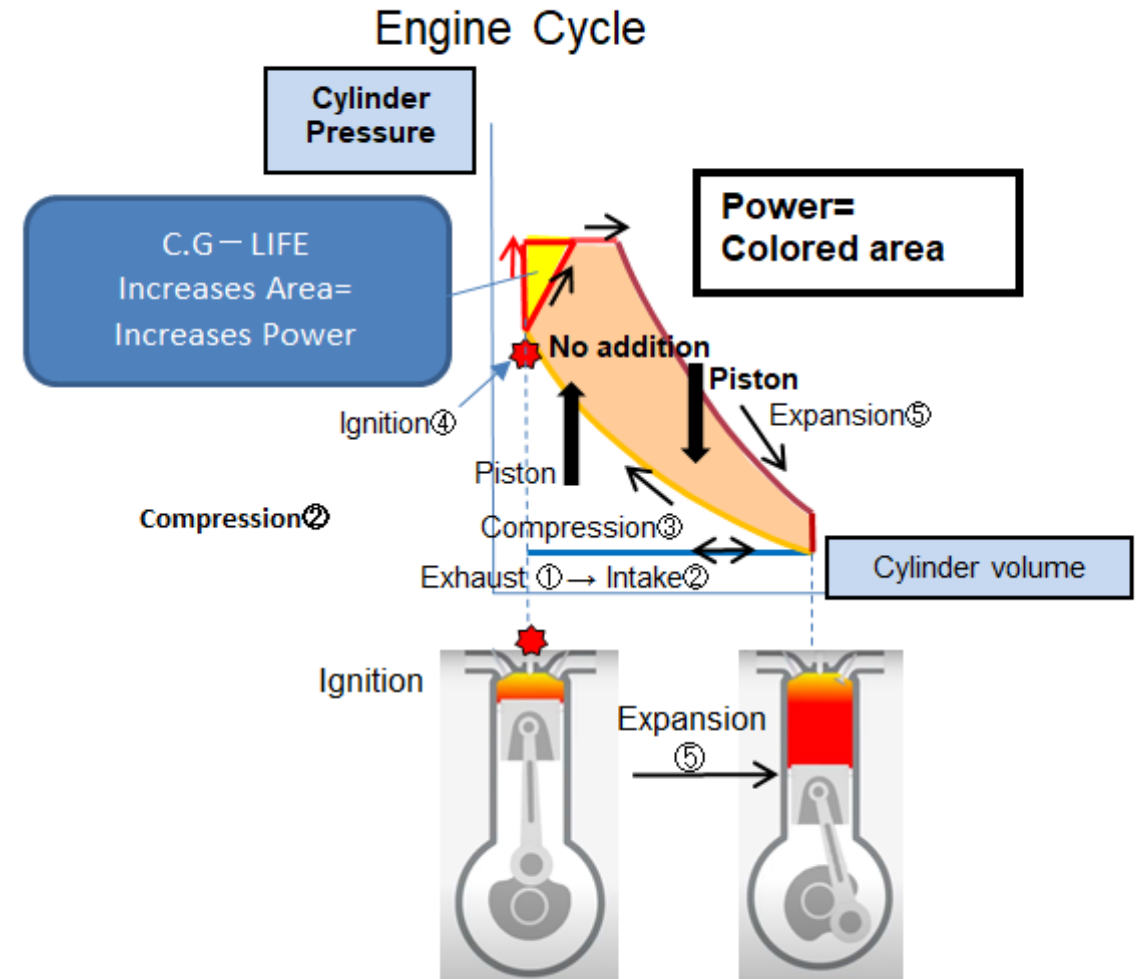 Engine Cycle
Cylinder
Pressure
C.G－LIFE
Increases Area=
Increases Power
Power=
Colored area
No addition
Piston
Expansion⑤
Ignition④
Piston
Compression②
Compression③
Exhaust ①→ Intake②
Cylinder volume
Ignition
Expansion
⑤